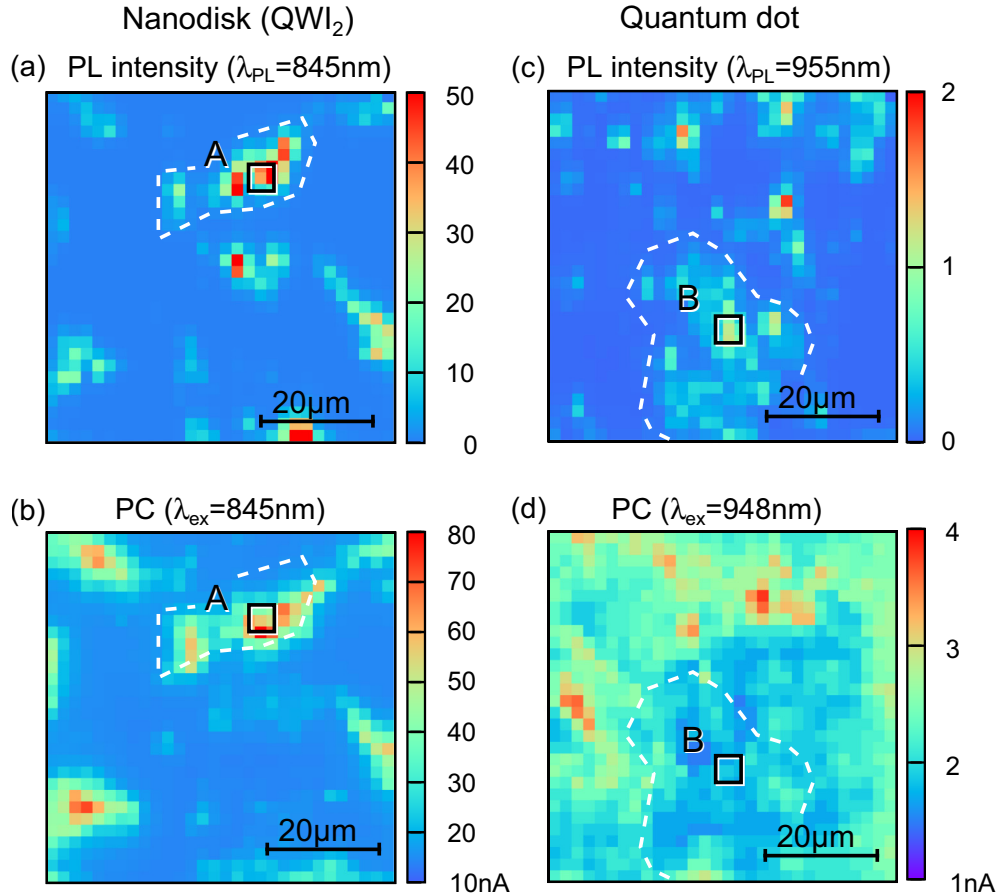 Nanodisk (QWI₂)
Quantum dot
(a) PL intensity (λPL=845nm)
50
40
30
20
10
0
A
20μm
(c) PL intensity (λPL=955nm)
2
1
0
B
20μm
(b) PC (λex=845nm)
80
70
60
50
40
30
20
10nA
A
20μm
(d) PC (λex=948nm)
4
3
2
1nA
B
20μm